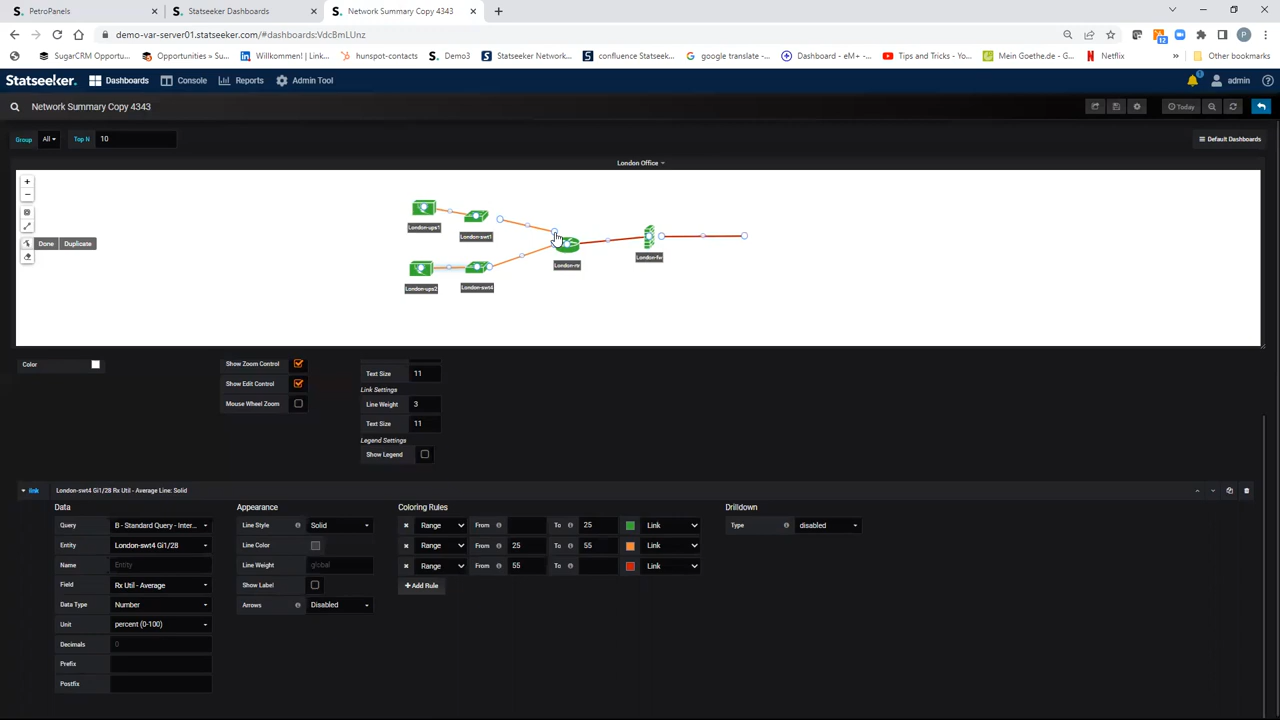 PetroPanels
Statseeker Dashboards
Network Summary Copy 4343
demo-var-server01.statseeker.com/#dashboards:VdcBmLUnz
SugarCRM Opportu...
Opportunities » Su...
Willkommen! | Link...
hunspot-contacts
Demo3
Statseeker Network...
confluence Statseek...
google translate -...
Dashboard - eM+ -...
Tips and Tricks - You...
Mein Goethe.de - G...
Netflix
Other bookmarks
Statseeker
Dashboards
Console
Reports
Admin Tool
admin
Network Summary Copy 4343
Today
Group All
Top N 10
Default Dashboards
London Office
London-ups1
London-swt1
London-rtr
London-fw
London-ups2
London-swt4
Done Duplicate
Color
Show Zoom Control
Show Edit Control
Mouse Wheel Zoom
Text Size 11
Link Settings
Line Weight 3
Text Size 11
Legend Settings
Show Legend
link London-swt4 Gi1/28 Rx Util - Average Line: Solid
Data
Query B - Standard Query - Inter...
Entity London-swt4 Gi1/28
Name Entity
Field Rx Util - Average
Data Type Number
Unit percent (0-100)
Decimals 0
Prefix
Postfix
Appearance
Line Style Solid
Line Color
Line Weight global
Show Label
Arrows Disabled
Coloring Rules
Range From To 25 Link
Range From 25 To 55 Link
Range From 55 To Link
+ Add Rule
Drilldown
Type disabled